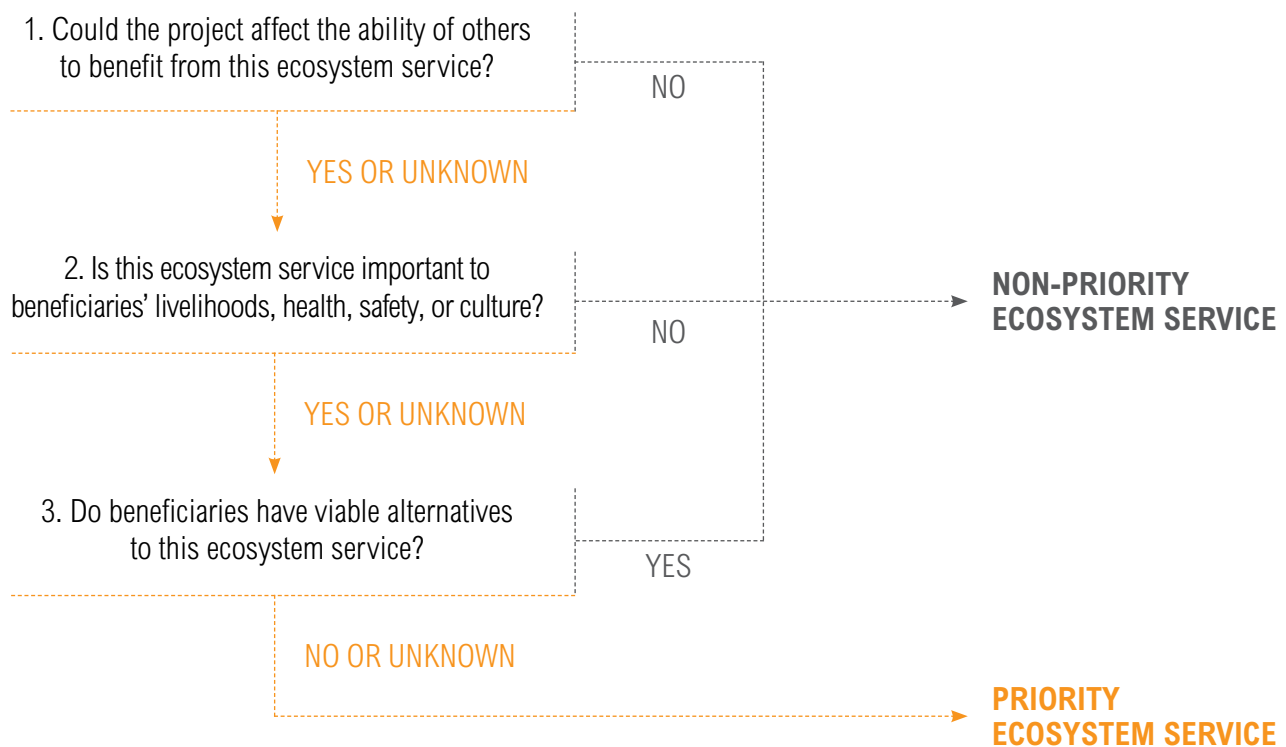 1. Could the project affect the ability of others
to benefit from this ecosystem service?
NO
YES OR UNKNOWN
2. Is this ecosystem service important to
beneficiaries’ livelihoods, health, safety, or culture?
NO
NON-PRIORITY
ECOSYSTEM SERVICE
YES OR UNKNOWN
3. Do beneficiaries have viable alternatives
to this ecosystem service?
YES
NO OR UNKNOWN
PRIORITY
ECOSYSTEM SERVICE